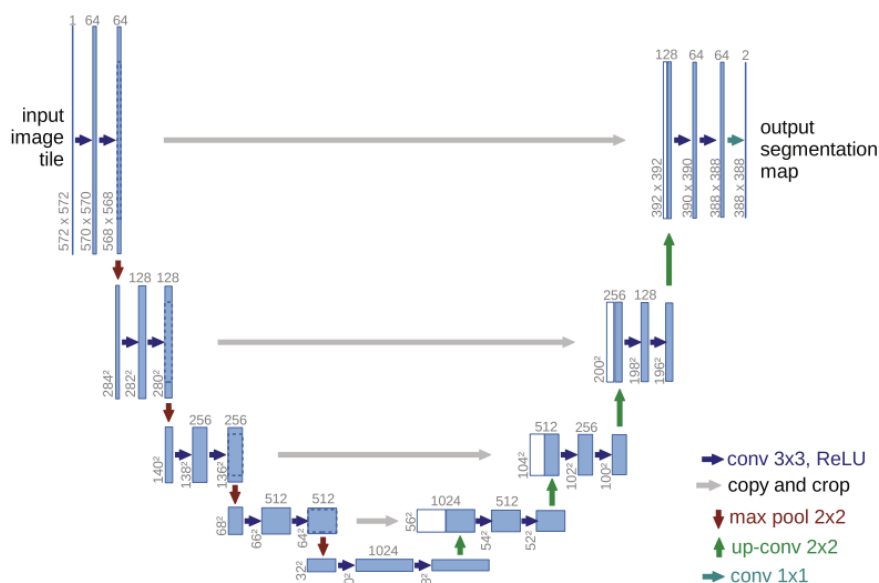 1
64
64
input
image
tile
572 x 572
570 x 570
568 x 568
128
64
64
2
output
segmentation
map
392 x 392
390 x 390
388 x 388
388 x 388
128
128
284²
282²
280²
256
128
200²
198²
196²
256
256
140²
138²
136²
512
256
104²
102²
100²
512
512
68²
66²
64²
1024
512
56²
54²
52²
1024
32²
conv 3x3, ReLU
copy and crop
max pool 2x2
up-conv 2x2
conv 1x1